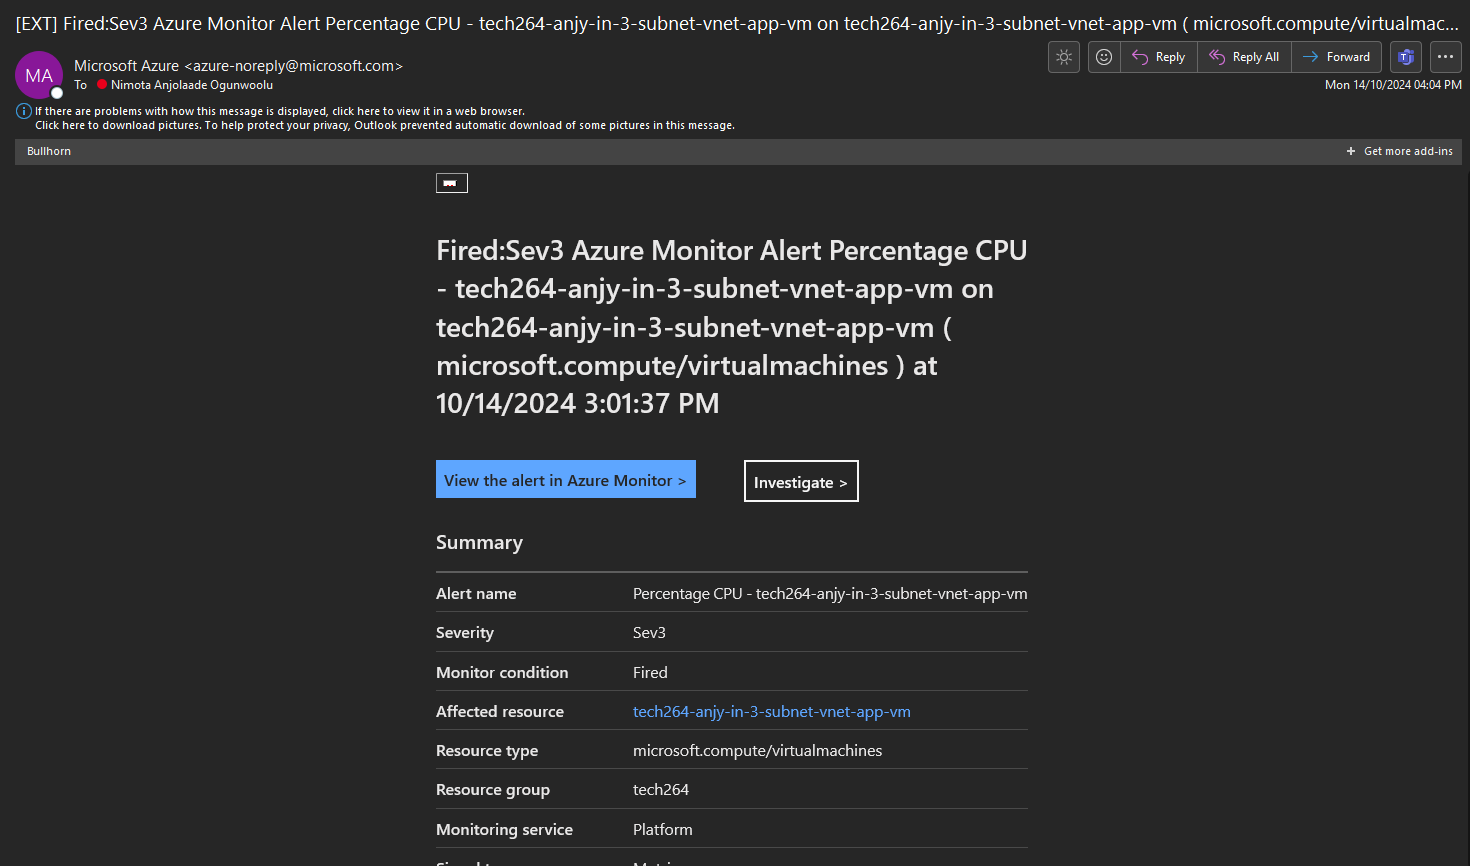 [EXT] Fired:Sev3 Azure Monitor Alert Percentage CPU - tech264-anjy-in-3-subnet-vnet-app-vm on tech264-anjy-in-3-subnet-vnet-app-vm ( microsoft.compute/virtualmac...
MA
Microsoft Azure <azure-noreply@microsoft.com>
To Nimota Anjolaade Ogunwoolu
Reply
Reply All
Forward
Mon 14/10/2024 04:04 PM
If there are problems with how this message is displayed, click here to view it in a web browser.
Click here to download pictures. To help protect your privacy, Outlook prevented automatic download of some pictures in this message.
Bullhorn
+ Get more add-ins
Fired:Sev3 Azure Monitor Alert Percentage CPU
- tech264-anjy-in-3-subnet-vnet-app-vm on
tech264-anjy-in-3-subnet-vnet-app-vm (
microsoft.compute/virtualmachines ) at
10/14/2024 3:01:37 PM
View the alert in Azure Monitor >
Investigate >
Summary
Alert name Percentage CPU - tech264-anjy-in-3-subnet-vnet-app-vm
Severity Sev3
Monitor condition Fired
Affected resource tech264-anjy-in-3-subnet-vnet-app-vm
Resource type microsoft.compute/virtualmachines
Resource group tech264
Monitoring service Platform